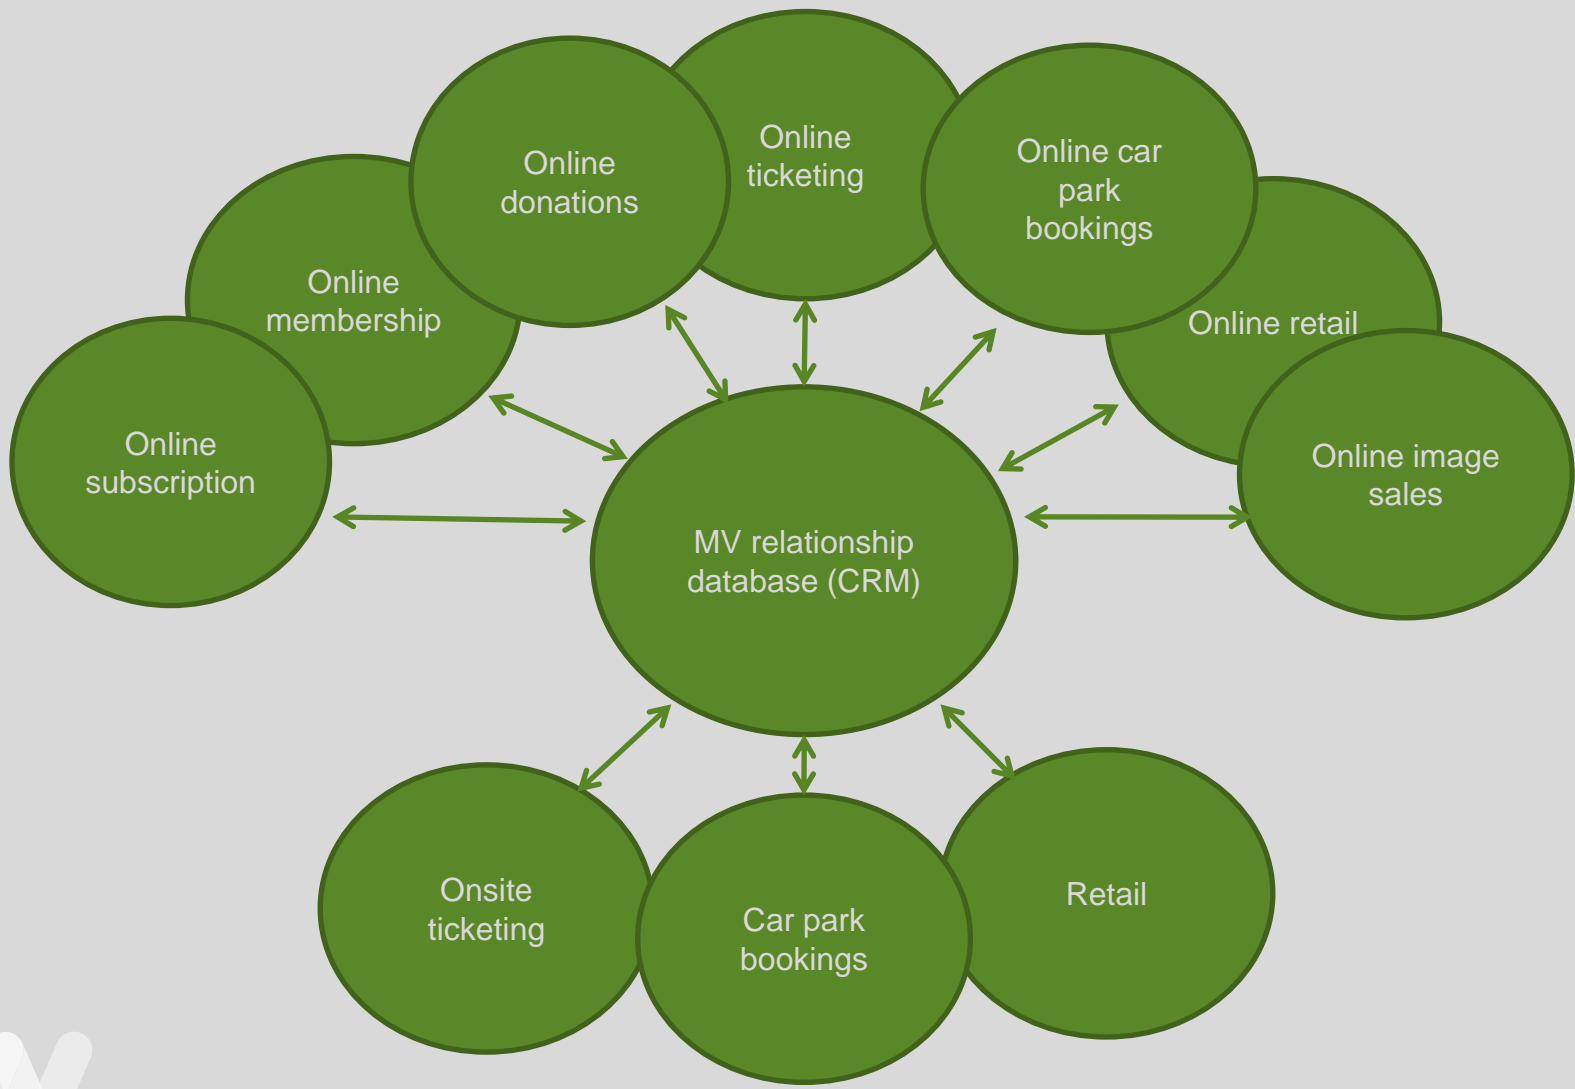 Online
ticketing
Online
donations
Online car
park
bookings
Online
membership
Online retail
Online
subscription
Online image
sales
MV relationship
database (CRM)
Onsite
ticketing
Car park
bookings
Retail